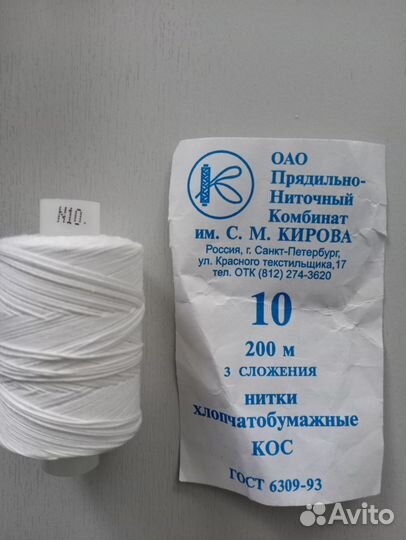 N10.
ОАО
Прядильно-
Ниточный
Комбинат
им. С. М. КИРОВА
Россия, г. Санкт-Петербург,
ул. Красного текстильщика,17
тел. ОТК (812) 274-3620
10
200 м
3 СЛОЖЕНИЯ
НИТКИ
ХЛОПЧАТОБУМАЖНЫЕ
КОС
ГОСТ 6309-93
Avito